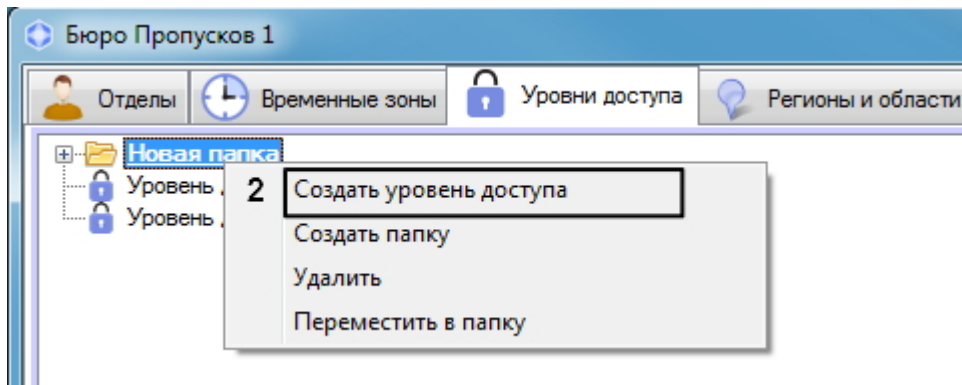 Бюро Пропусков 1
Отделы Временные зоны Уровни доступа Регионы и области
Новая папка
Уровень
Уровень
2 Создать уровень доступа
Создать папку
Удалить
Переместить в папку